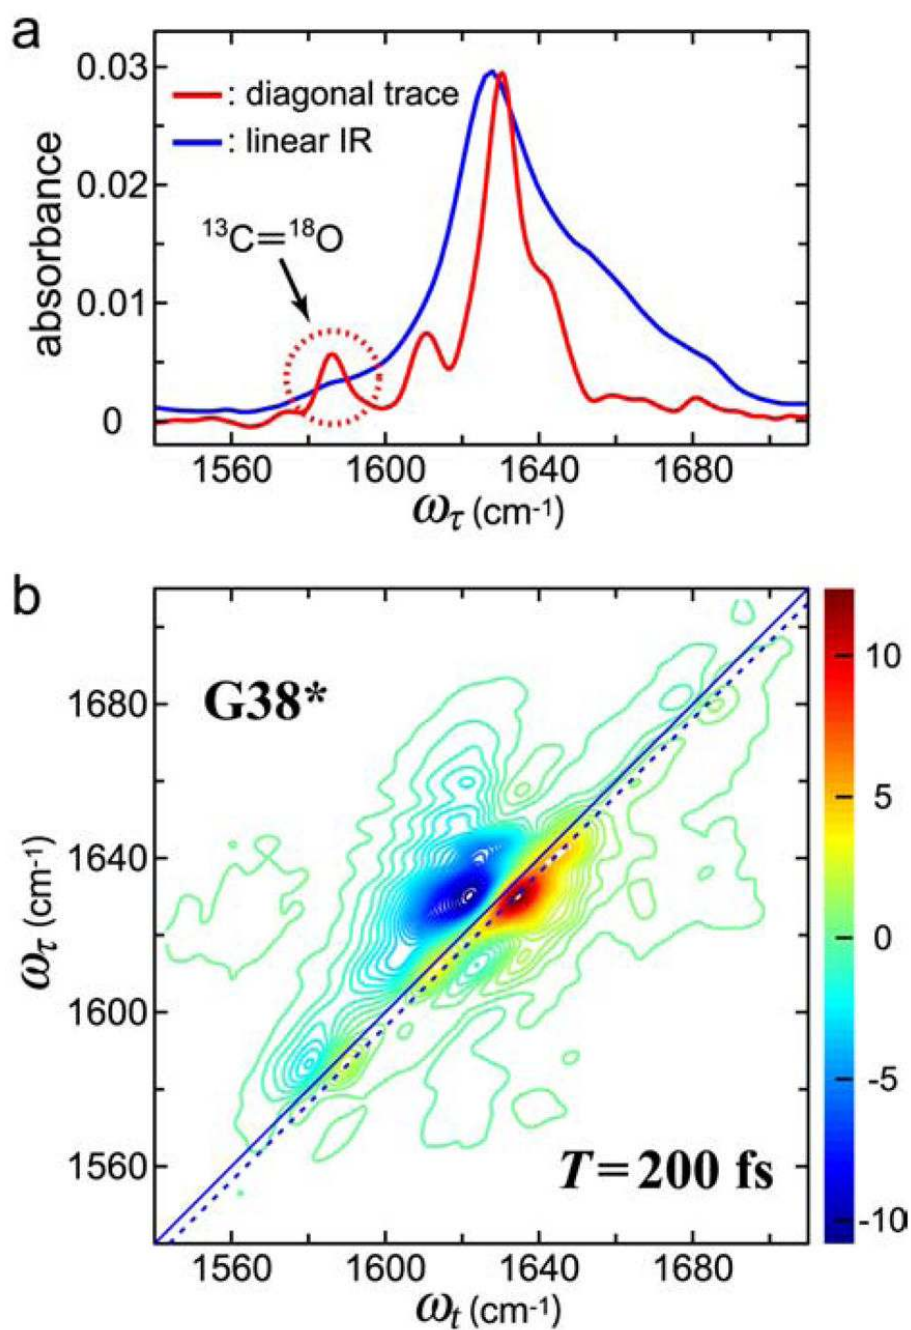 a
0.03
0.02
0.01
0
absorbance
: diagonal trace
: linear IR
¹³C=¹⁸O
1560 1600 1640 1680
ωτ (cm⁻¹)
b
G38*
T = 200 fs
1680
1640
1600
1560
ωτ (cm⁻¹)
1560 1600 1640 1680
ωt (cm⁻¹)
10
5
0
-5
-10